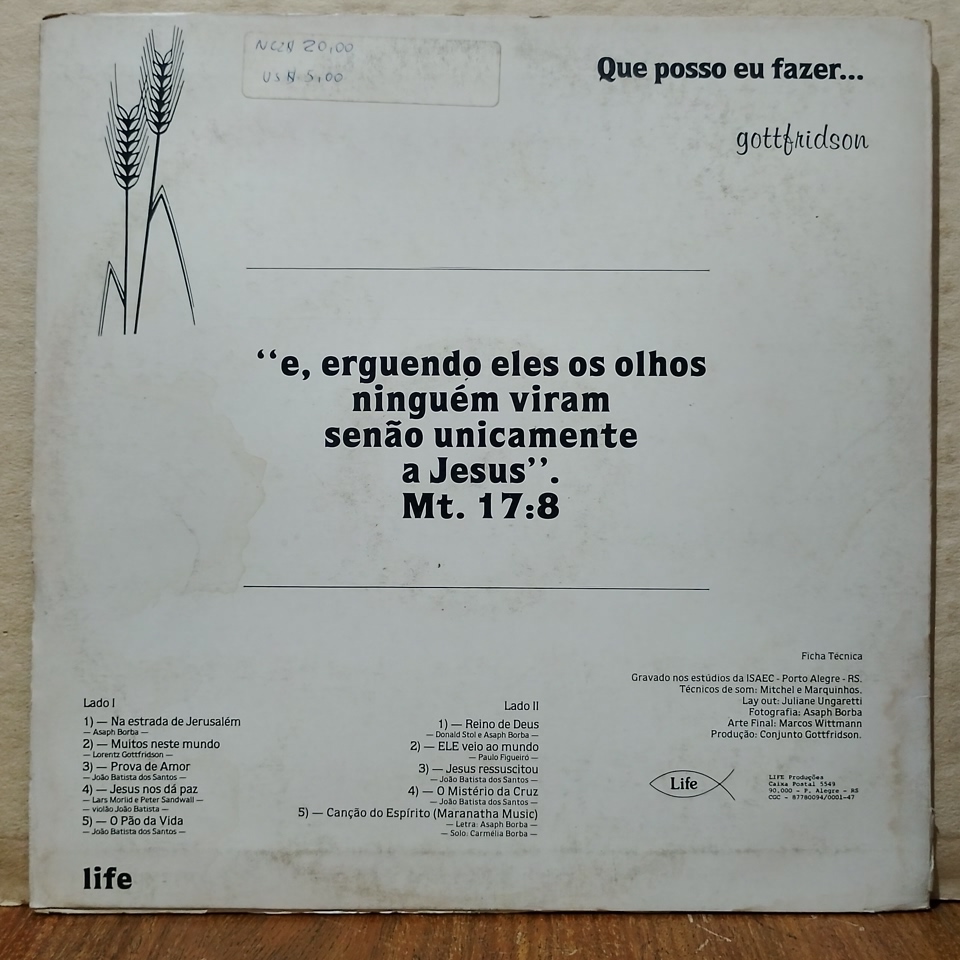 NCZ$ 20,00
US$ 5,00
Que posso eu fazer...
gottfridson
“e, erguendo eles os olhos
ninguém viram
senão unicamente
a Jesus”.
Mt. 17:8
Ficha Técnica
Gravado nos estúdios da ISAEC - Porto Alegre - RS.
Técnicos de som: Mitchel e Marquinhos.
Lay out: Juliane Ungaretti
Fotografia: Asaph Borba
Arte Final: Marcos Wittmann
Produção: Conjunto Gottfridson.
Lado I
1) — Na estrada de Jerusalém
— Asaph Borba —
2) — Muitos neste mundo
— Lorentz Gottfridson —
3) — Prova de Amor
— João Batista dos Santos —
4) — Jesus nos dá paz
— Lars Morlid e Peter Sandwall —
— violão João Batista —
5) — O Pão da Vida
— João Batista dos Santos —
Lado II
1) — Reino de Deus
— Donald Stol e Asaph Borba —
2) — ELE veio ao mundo
— Paulo Figueiró —
3) — Jesus ressuscitou
— João Batista dos Santos —
4) — O Mistério da Cruz
— João Batista dos Santos —
5) — Canção do Espírito (Maranatha Music)
— Letra: Asaph Borba —
— Solo: Carmélia Borba —
Life
LIFE Produções
Caixa Postal 5549
90.000 - P. Alegre - RS
CGC - 87780094/0001-47
life